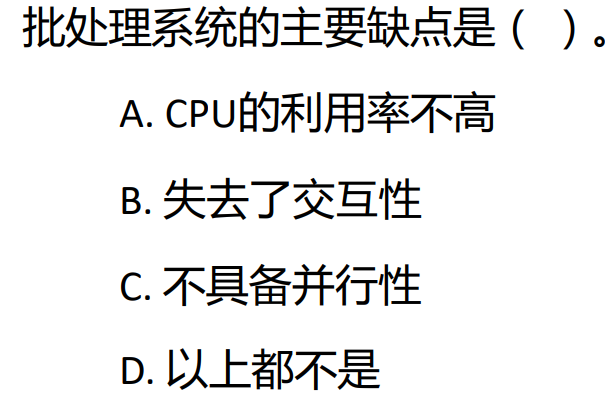 批处理系统的主要缺点是（ ）。
A. CPU的利用率不高
B. 失去了交互性
C. 不具备并行性
D. 以上都不是